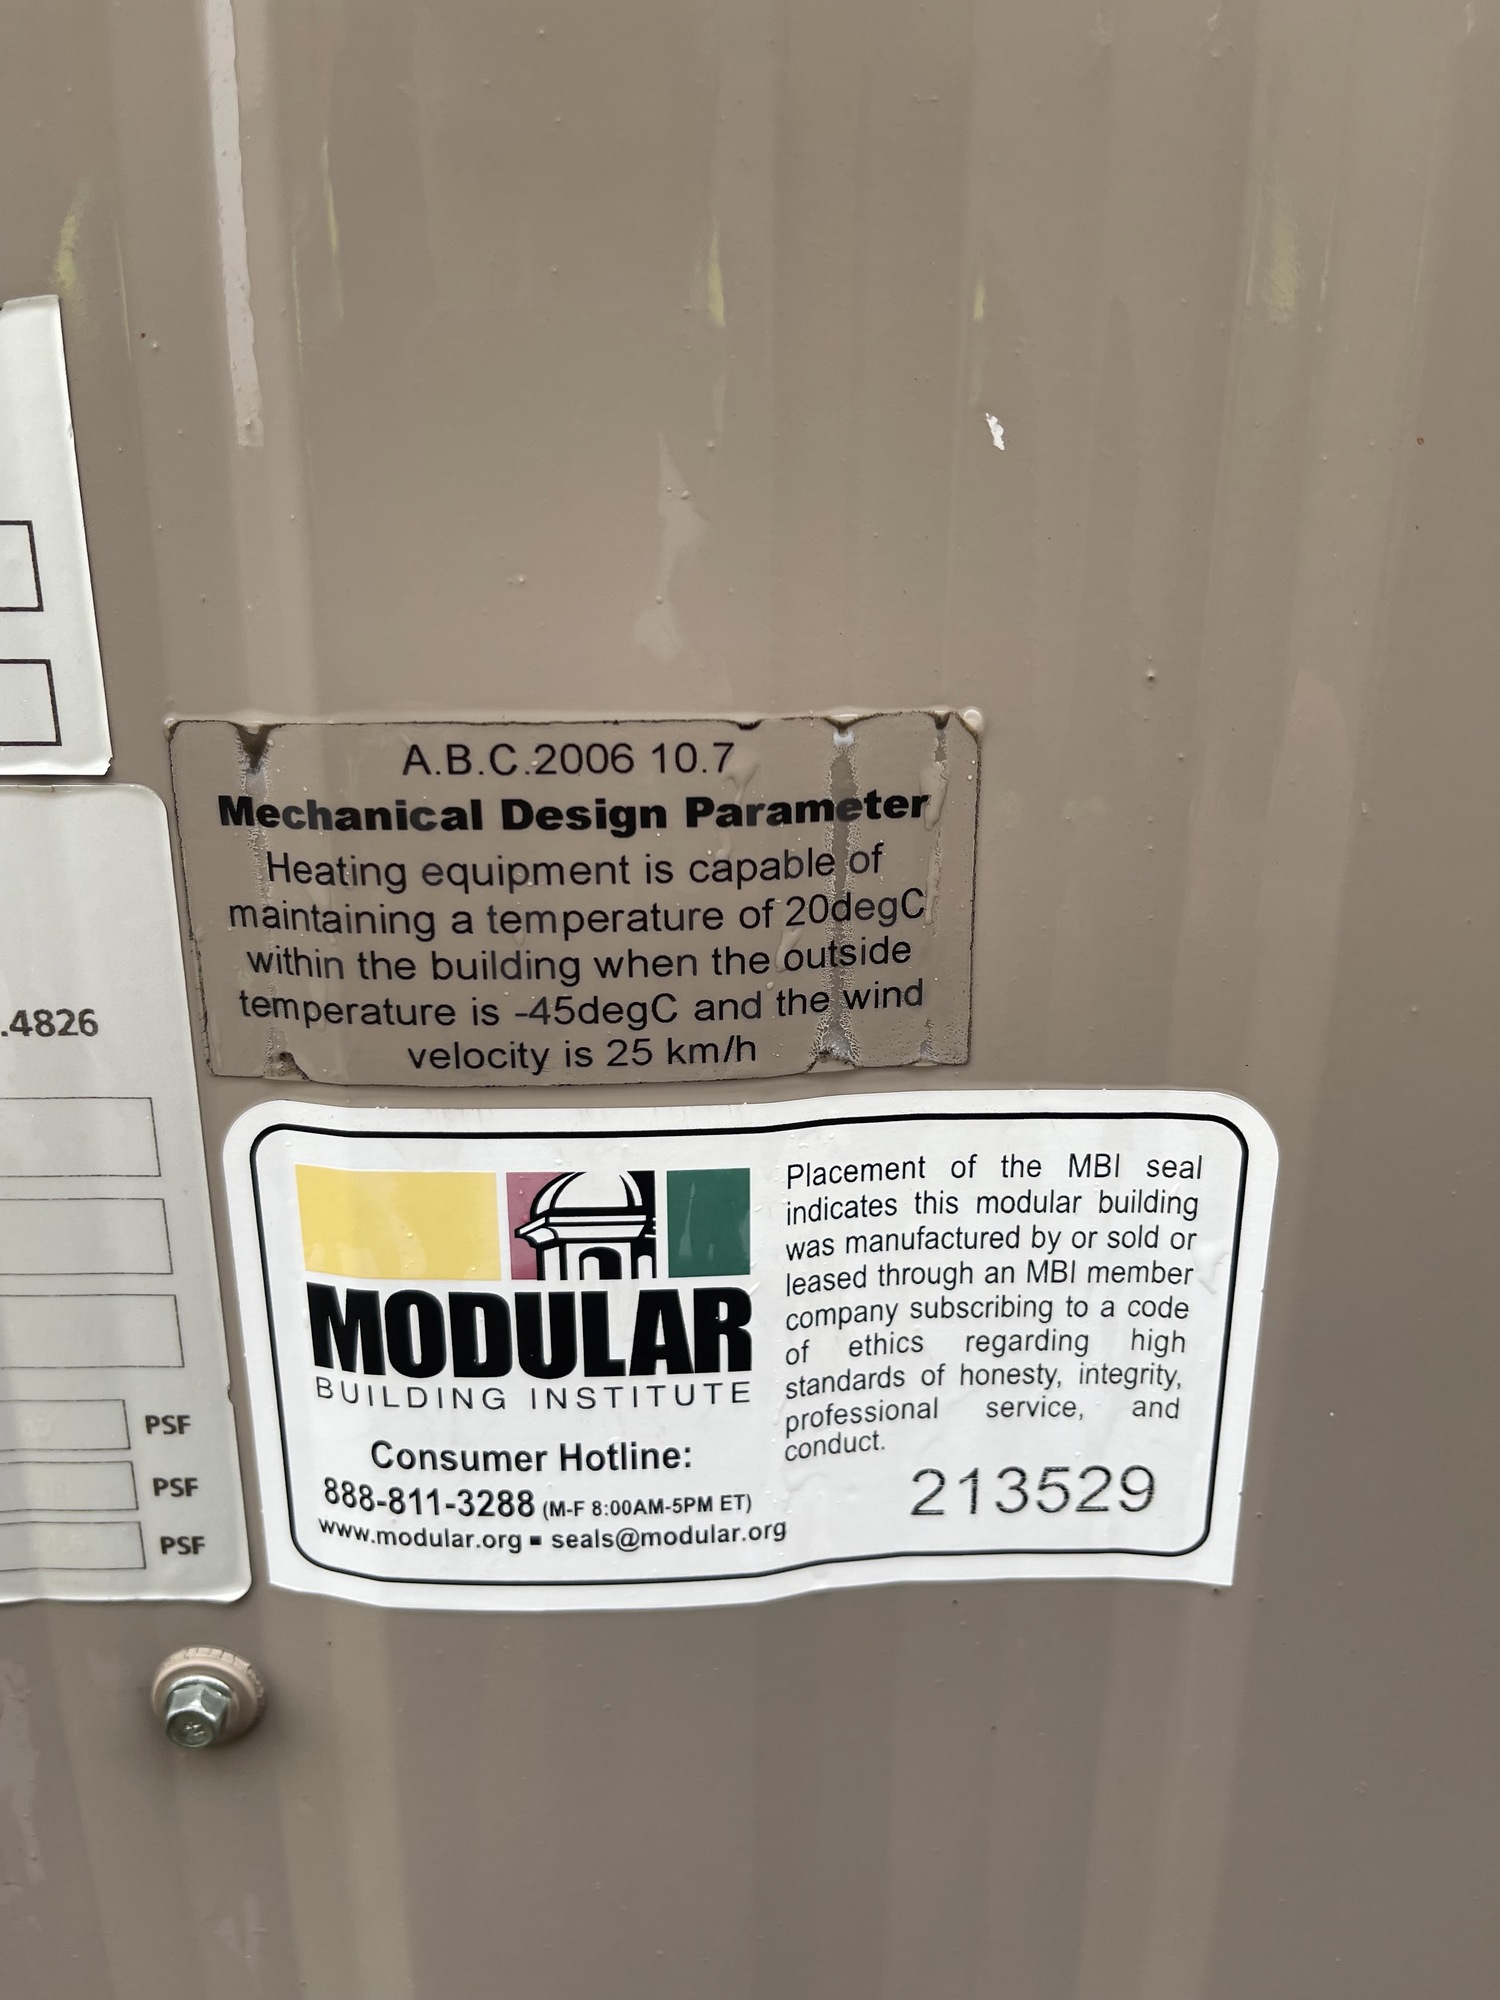 A.B.C.2006 10.7
Mechanical Design Parameter
Heating equipment is capable of
maintaining a temperature of 20degC
within the building when the outside
temperature is -45degC and the wind
velocity is 25 km/h
.4826
PSF
PSF
PSF
MODULAR
BUILDING INSTITUTE
Consumer Hotline:
888-811-3288 (M-F 8:00AM-5PM ET)
www.modular.org ▪ seals@modular.org
Placement of the MBI seal
indicates this modular building
was manufactured by or sold or
leased through an MBI member
company subscribing to a code
of ethics regarding high
standards of honesty, integrity,
professional service, and
conduct.
213529